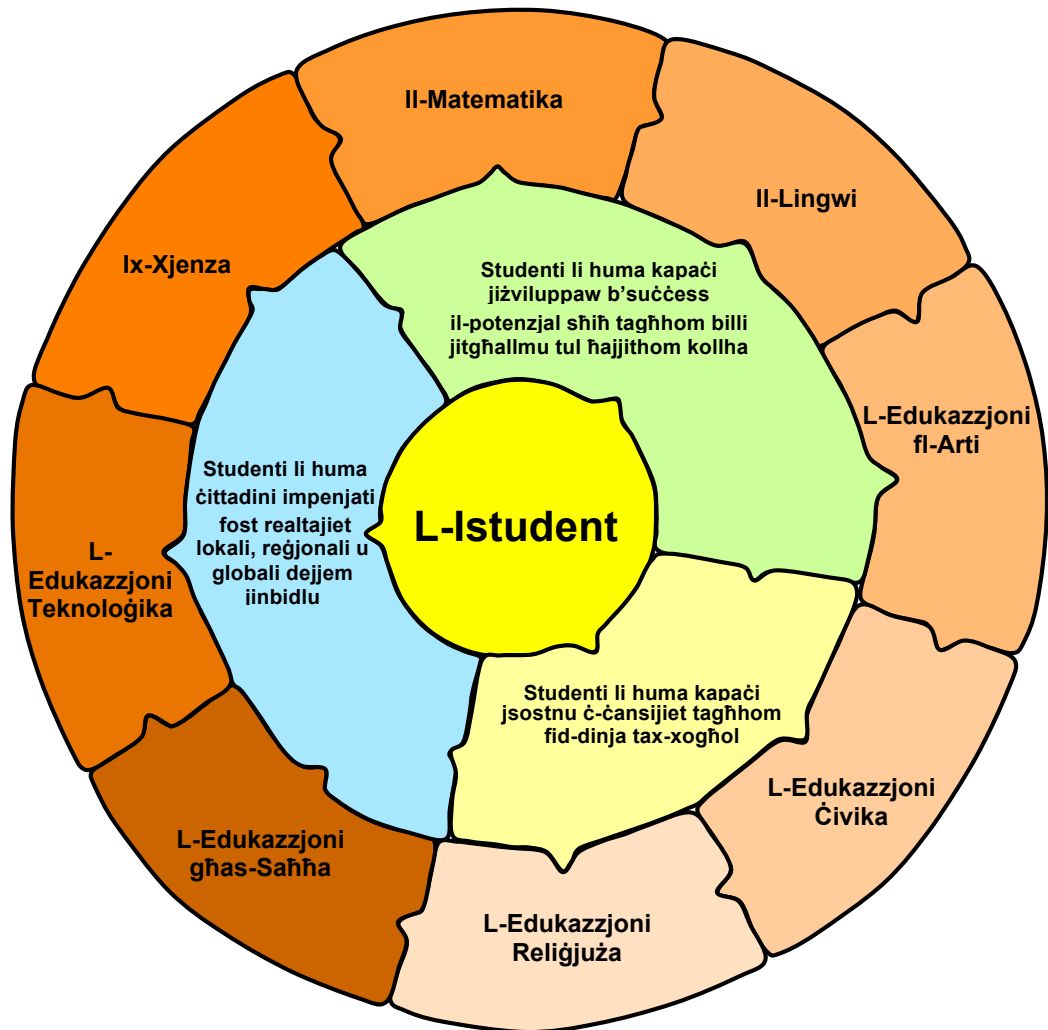 Il-Matematika
Il-Lingwi
Ix-Xjenza
Studenti li huma kapaċi
jiżviluppaw b'suċċess
il-potenzjal sħiħ tagħhom billi
jitgħallmu tul ħajjithom kollha
L-Edukazzjoni
fl-Arti
Studenti li huma
ċittadini impenjati
fost realtajiet
lokali, reġjonali u
globali dejjem
jinbidlu
L-Istudent
L-
Edukazzjoni
Teknoloġika
Studenti li huma kapaċi
jsostnu ċ-ċansijiet tagħhom
fid-dinja tax-xogħol
L-Edukazzjoni
Ċivika
L-Edukazzjoni
għas-Saħħa
L-Edukazzjoni
Reliġjuża